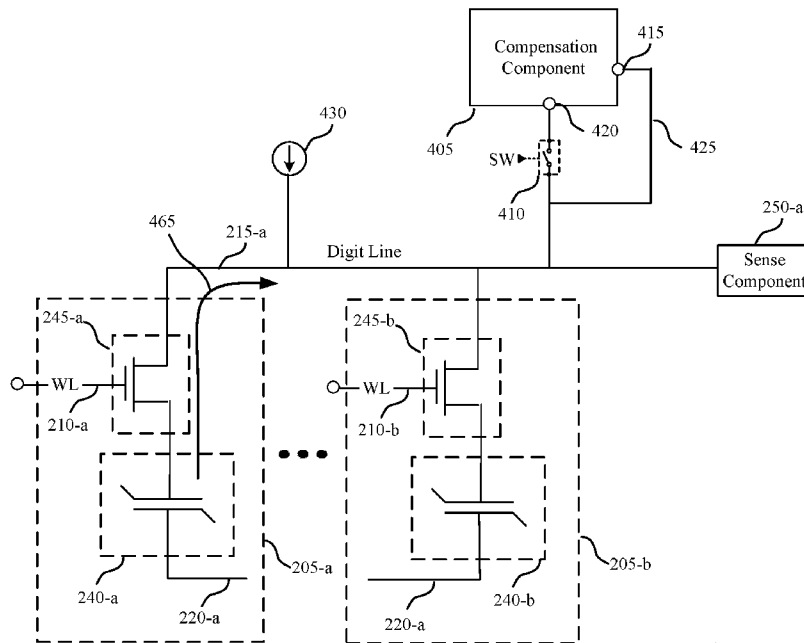 415
Compensation
Component
430
420
405
SW
425
410
250-a
465
215-a
Digit Line
Sense
Component
245-a
245-b
WL
WL
210-a
210-b
205-a
205-b
240-a
240-b
220-a
220-a